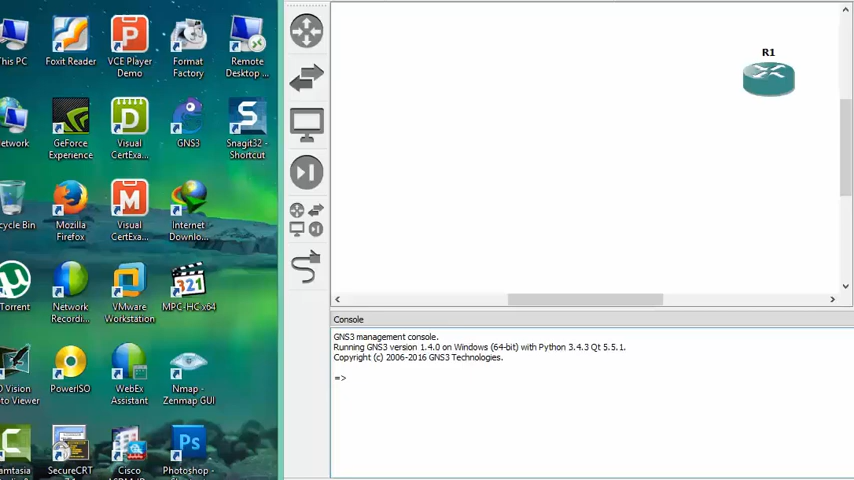 This PC
Foxit Reader
VCE Player
Demo
Format
Factory
Remote
Desktop ...
etwork
GeForce
Experience
Visual
CertExa...
GNS3
Snagit32 -
Shortcut
cycle Bin
Mozilla
Firefox
Visual
CertExa...
Internet
Downlo...
Torrent
Network
Recordi...
VMware
Workstation
MPC-HC x64
D Vision
oto Viewer
PowerISO
WebEx
Assistant
Nmap -
Zenmap GUI
amtasia
SecureCRT
Cisco
Photoshop -
R1
Console
GNS3 management console.
Running GNS3 version 1.4.0 on Windows (64-bit) with Python 3.4.3 Qt 5.5.1.
Copyright (c) 2006-2016 GNS3 Technologies.
=>